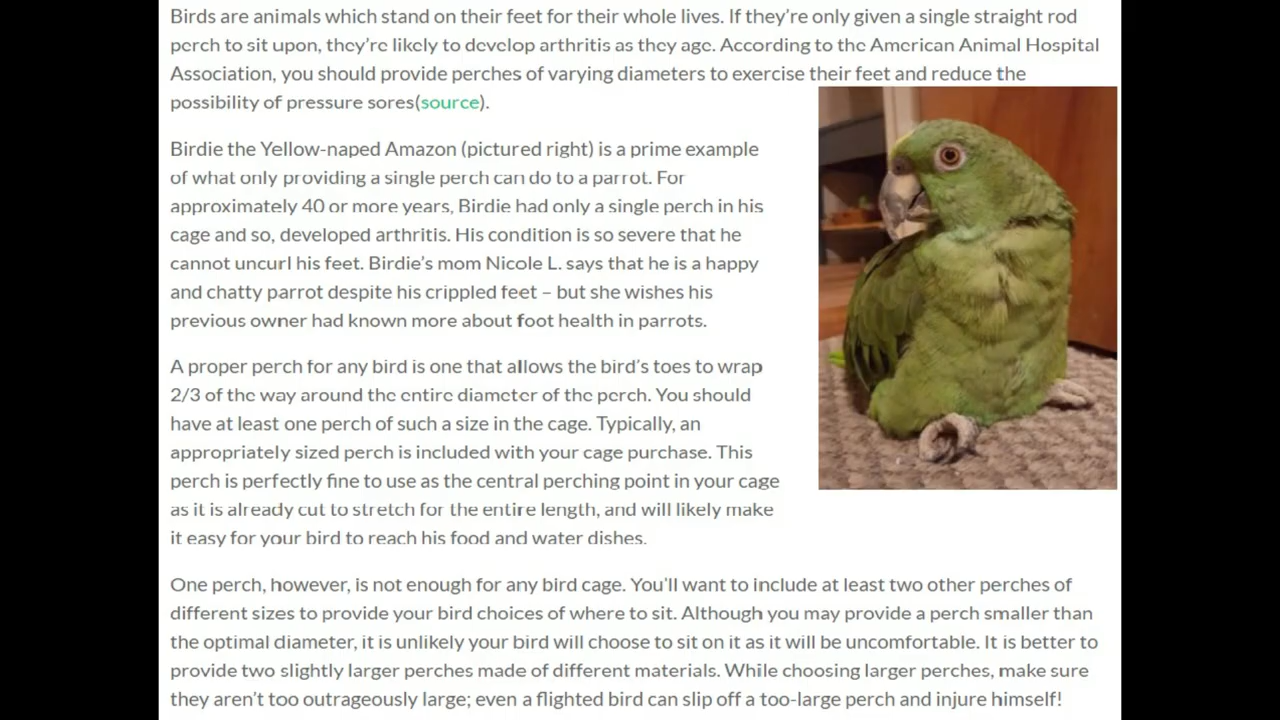 Birds are animals which stand on their feet for their whole lives. If they're only given a single straight rod
perch to sit upon, they're likely to develop arthritis as they age. According to the American Animal Hospital
Association, you should provide perches of varying diameters to exercise their feet and reduce the
possibility of pressure sores(source).
Birdie the Yellow-naped Amazon (pictured right) is a prime example
of what only providing a single perch can do to a parrot. For
approximately 40 or more years, Birdie had only a single perch in his
cage and so, developed arthritis. His condition is so severe that he
cannot uncurl his feet. Birdie's mom Nicole L. says that he is a happy
and chatty parrot despite his crippled feet – but she wishes his
previous owner had known more about foot health in parrots.
A proper perch for any bird is one that allows the bird's toes to wrap
2/3 of the way around the entire diameter of the perch. You should
have at least one perch of such a size in the cage. Typically, an
appropriately sized perch is included with your cage purchase. This
perch is perfectly fine to use as the central perching point in your cage
as it is already cut to stretch for the entire length, and will likely make
it easy for your bird to reach his food and water dishes.
One perch, however, is not enough for any bird cage. You'll want to include at least two other perches of
different sizes to provide your bird choices of where to sit. Although you may provide a perch smaller than
the optimal diameter, it is unlikely your bird will choose to sit on it as it will be uncomfortable. It is better to
provide two slightly larger perches made of different materials. While choosing larger perches, make sure
they aren't too outrageously large; even a flighted bird can slip off a too-large perch and injure himself!